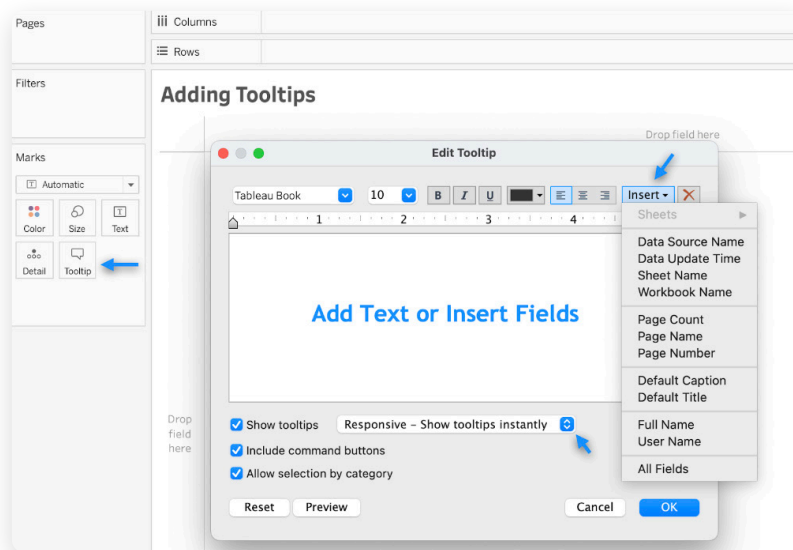 Pages
Columns
Rows
Filters
Adding Tooltips
Drop field here
Marks
Automatic
Color
Size
Text
Detail
Tooltip
Edit Tooltip
Tableau Book
10
B
I
U
Insert
1
2
3
4
Add Text or Insert Fields
Sheets
Data Source Name
Data Update Time
Sheet Name
Workbook Name
Page Count
Page Name
Page Number
Default Caption
Default Title
Full Name
User Name
All Fields
Drop
field
here
Show tooltips
Responsive – Show tooltips instantly
Include command buttons
Allow selection by category
Reset
Preview
Cancel
OK